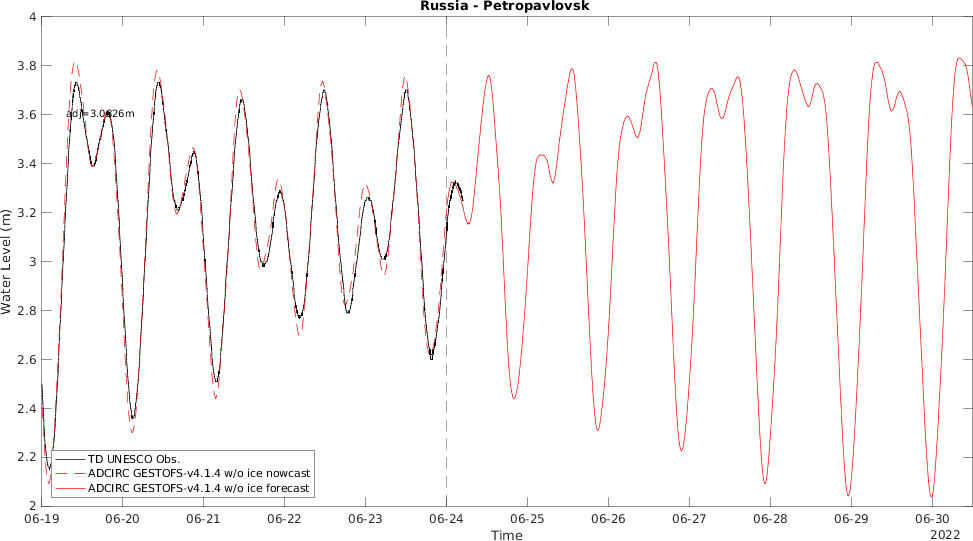 Russia - Petropavlovsk
Water Level (m)
4
3.8
3.6
3.4
3.2
3
2.8
2.6
2.4
2.2
2
TD UNESCO Obs.
ADCIRC GESTOFS-v4.1.4 w/o ice nowcast
ADCIRC GESTOFS-v4.1.4 w/o ice forecast
06-19 06-20 06-21 06-22 06-23 06-24 06-25 06-26 06-27 06-28 06-29 06-30
Time
2022